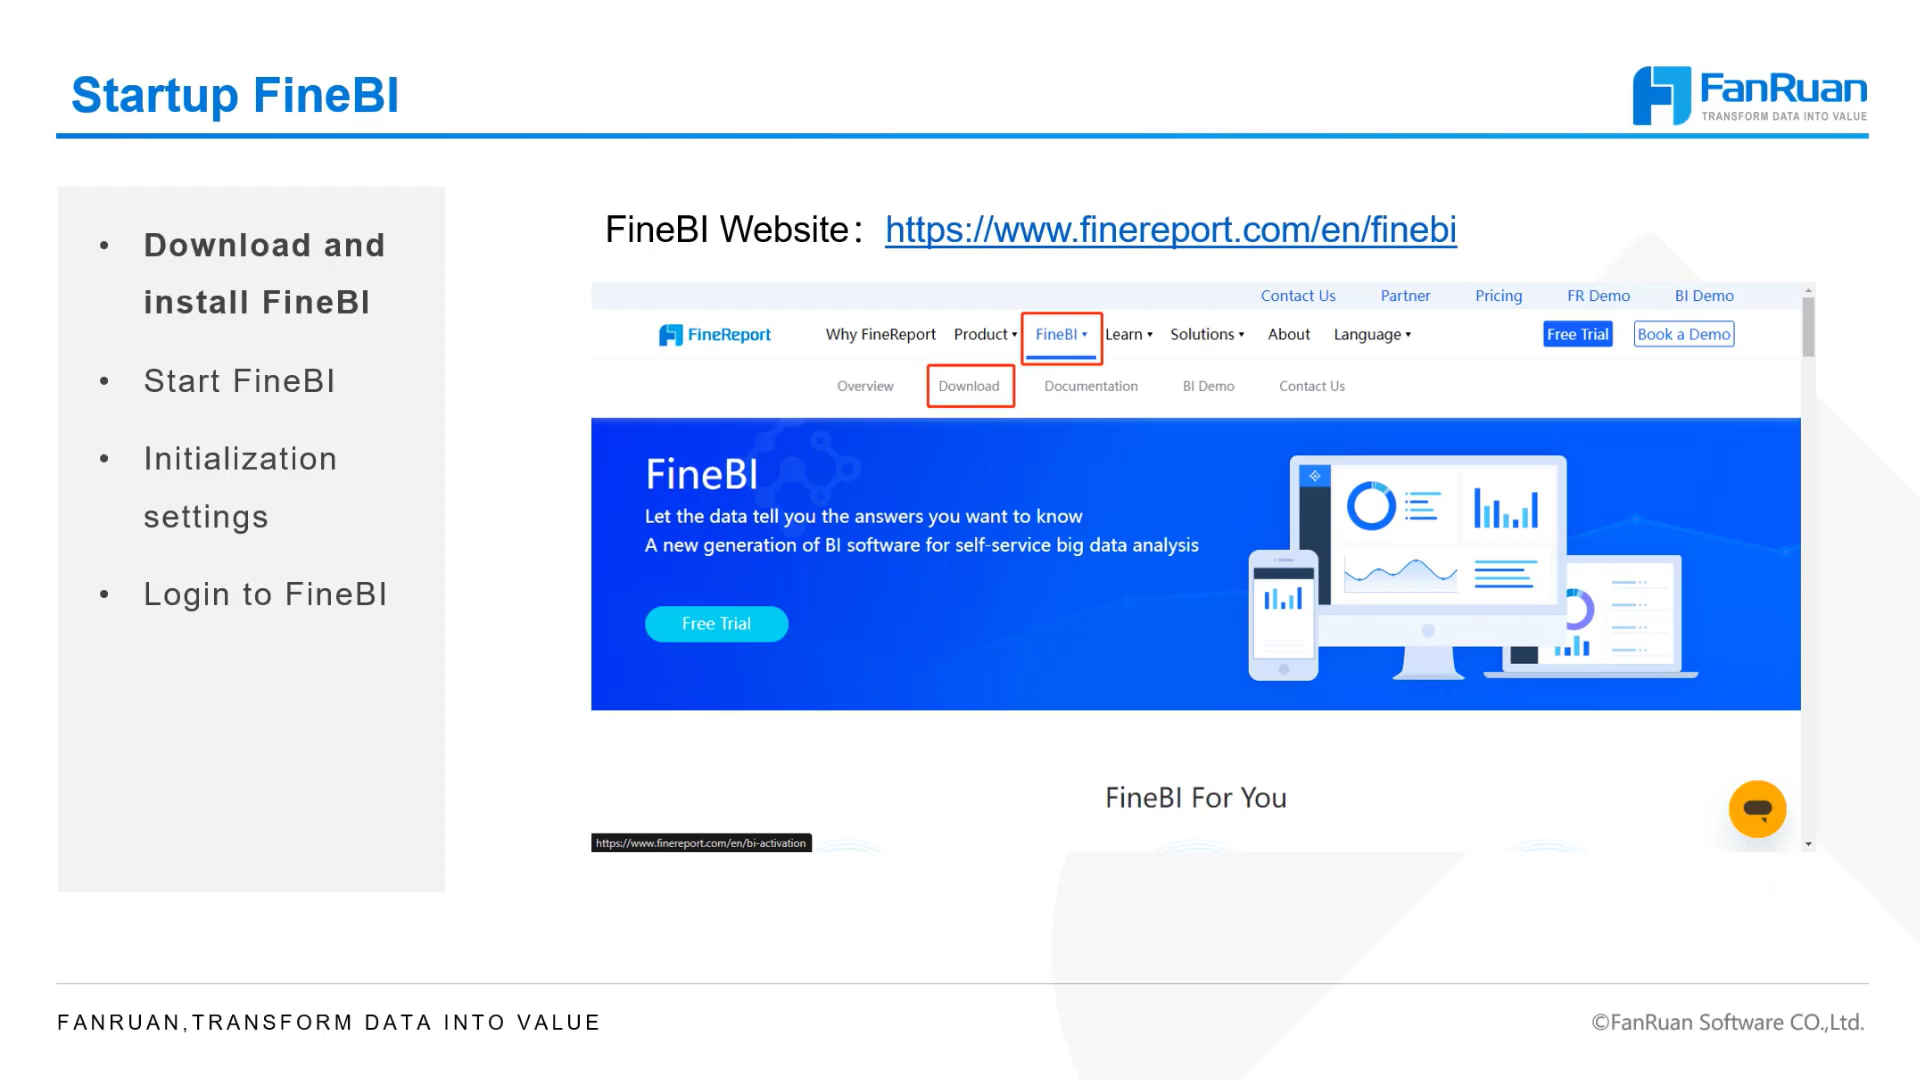 Startup FineBI
FanRuan
TRANSFORM DATA INTO VALUE
• Download and
install FineBI
• Start FineBI
• Initialization
settings
• Login to FineBI
FineBI Website： https://www.finereport.com/en/finebi
Contact Us Partner Pricing FR Demo BI Demo
FineReport Why FineReport Product FineBI Learn Solutions About Language Free Trial Book a Demo
Overview Download Documentation BI Demo Contact Us
FineBI
Let the data tell you the answers you want to know
A new generation of BI software for self-service big data analysis
Free Trial
FineBI For You
https://www.finereport.com/en/bi-activation
FANRUAN,TRANSFORM DATA INTO VALUE
©FanRuan Software CO.,Ltd.